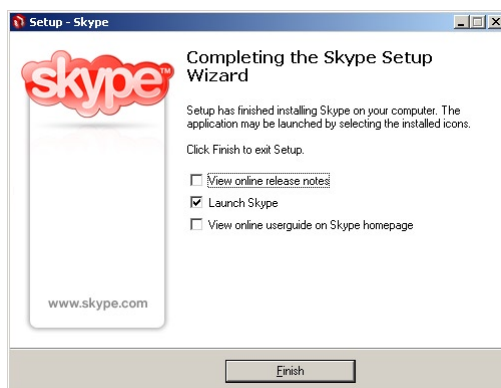 Setup - Skype
skype™
Completing the Skype Setup
Wizard
Setup has finished installing Skype on your computer. The
application may be launched by selecting the installed icons.
Click Finish to exit Setup.
View online release notes
Launch Skype
View online userguide on Skype homepage
www.skype.com
Finish